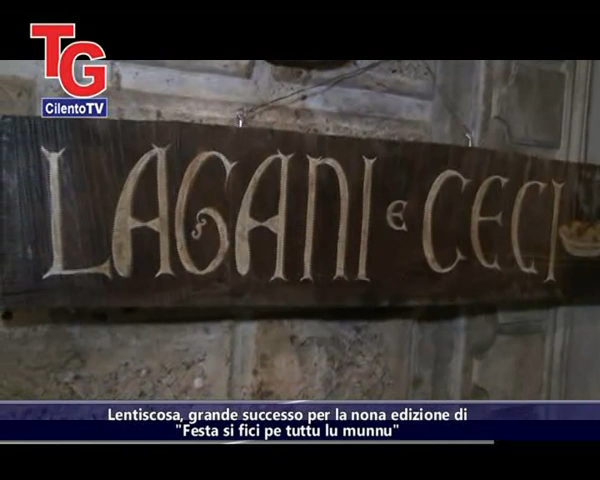 TG
CilentoTV
LAGANI E CECI
Lentiscosa, grande successo per la nona edizione di
"Festa si fici pe tuttu lu munnu"